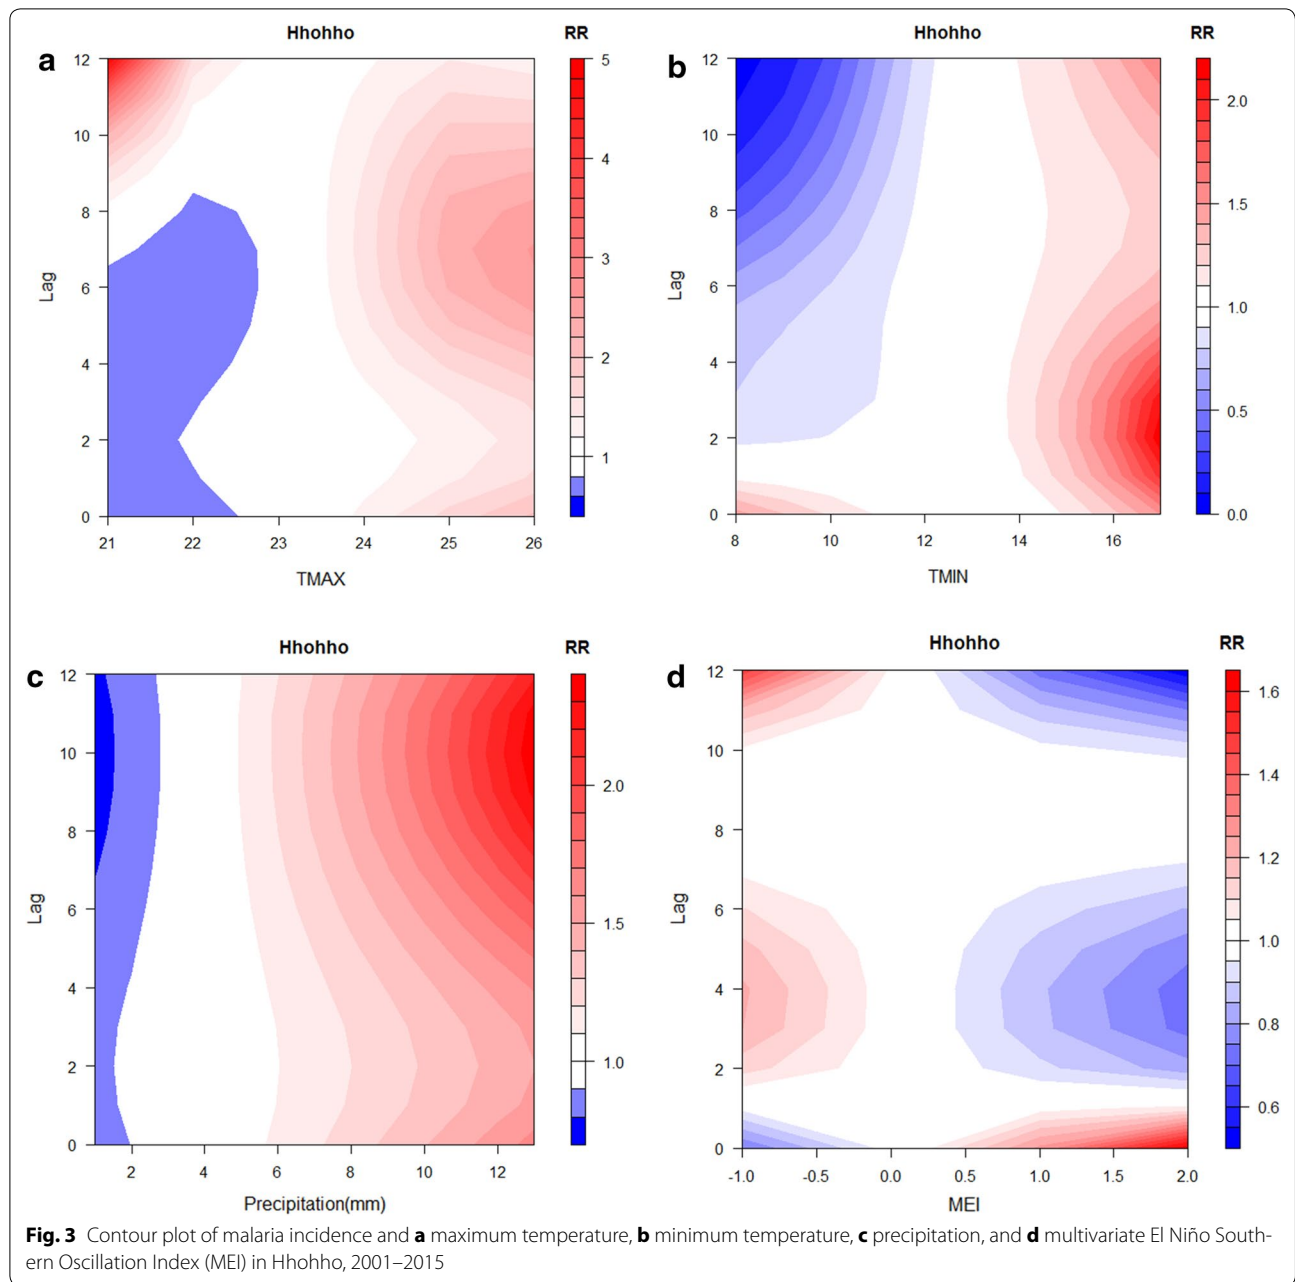 a
Hhohho
RR
12
10
8
6
4
2
0
21 22 23 24 25 26
Lag
TMAX
5
4
3
2
1
b
Hhohho
RR
12
10
8
6
4
2
0
8 10 12 14 16
Lag
TMIN
2.0
1.5
1.0
0.5
0.0
c
Hhohho
RR
12
10
8
6
4
2
0
2 4 6 8 10 12
Lag
Precipitation(mm)
2.0
1.5
1.0
d
Hhohho
RR
12
10
8
6
4
2
0
-1.0 -0.5 0.0 0.5 1.0 1.5 2.0
Lag
MEI
1.6
1.4
1.2
1.0
0.8
0.6
Fig. 3 Contour plot of malaria incidence and a maximum temperature, b minimum temperature, c precipitation, and d multivariate El Niño South-
ern Oscillation Index (MEI) in Hhohho, 2001–2015